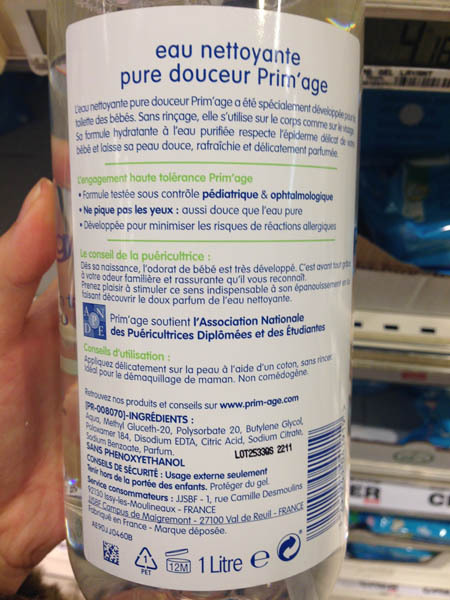 eau nettoyante
pure douceur Prim'age
L'eau nettoyante pure douceur Prim'age a été spécialement développée pour la
toilette des bébés. Sans rinçage, elle s'utilise sur le corps comme sur le visage.
Sa formule hydratante à l'eau purifiée respecte l'épiderme délicat de votre
bébé et laisse sa peau douce, rafraîchie et délicatement parfumée.
L'engagement haute tolérance Prim'age
• Formule testée sous contrôle pédiatrique & ophtalmologique
• Ne pique pas les yeux : aussi douce que l'eau pure
• Développée pour minimiser les risques de réactions allergiques
Le conseil de la puéricultrice :
Dès sa naissance, l'odorat de bébé est très développé. C'est avant tout grâce
à votre odeur familière et rassurante qu'il vous reconnaît.
Prenez plaisir à stimuler ce sens indispensable à son épanouissement en lui
faisant découvrir le doux parfum de l'eau nettoyante.
ANPDE
Prim'age soutient l'Association Nationale
des Puéricultrices Diplômées et des Étudiantes
Conseils d'utilisation :
Appliquez délicatement sur la peau à l'aide d'un coton, sans rincer.
Idéal pour le démaquillage de maman. Non comédogène.
Retrouvez nos produits et conseils sur www.prim-age.com
[PR-008070]-INGRÉDIENTS :
Aqua, Methyl Gluceth-20, Polysorbate 20, Butylene Glycol,
Poloxamer 184, Disodium EDTA, Citric Acid, Sodium Citrate,
Sodium Benzoate, Parfum.
LOT2533QS 2211
SANS PHENOXYETHANOL
CONSEILS DE SÉCURITÉ : Usage externe seulement
Tenir hors de la portée des enfants. Protéger du gel.
Service consommateurs : JJSBF - 1, rue Camille Desmoulins
92130 Issy-les-Moulineaux - FRANCE
JJSBF Campus de Maigremont - 27100 Val de Reuil - FRANCE
Fabriqué en France - Marque déposée.
AE90JJ0460B
1
PET
12M
1 Litre e